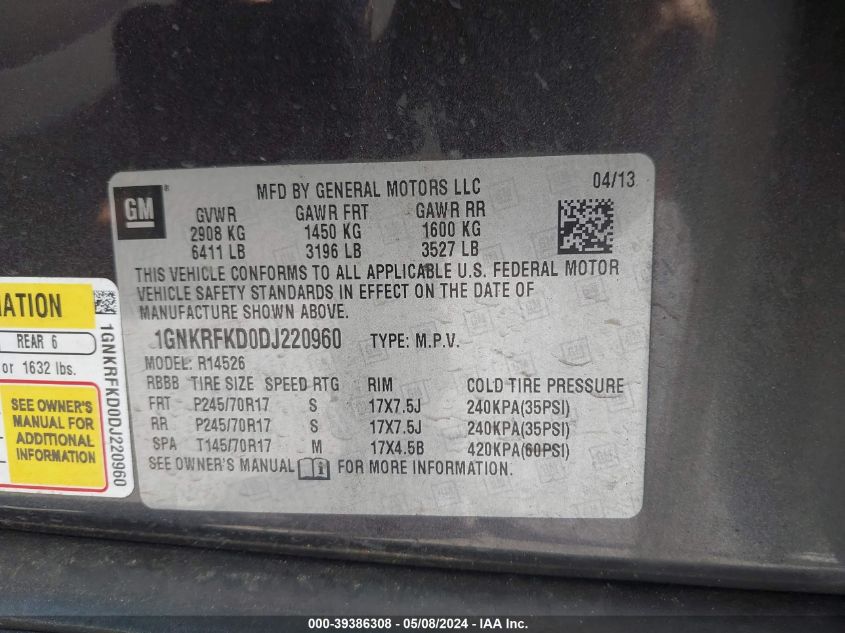 MFD BY GENERAL MOTORS LLC 04/13
GM ®
GVWR GAWR FRT GAWR RR
2908 KG 1450 KG 1600 KG
6411 LB 3196 LB 3527 LB
THIS VEHICLE CONFORMS TO ALL APPLICABLE U.S. FEDERAL MOTOR
VEHICLE SAFETY STANDARDS IN EFFECT ON THE DATE OF
MANUFACTURE SHOWN ABOVE.
1GNKRFKD0DJ220960 TYPE: M.P.V.
MODEL: R14526
RBBB TIRE SIZE SPEED RTG RIM COLD TIRE PRESSURE
FRT P245/70R17 S 17X7.5J 240KPA(35PSI)
RR P245/70R17 S 17X7.5J 240KPA(35PSI)
SPA T145/70R17 M 17X4.5B 420KPA(60PSI)
SEE OWNER'S MANUAL FOR MORE INFORMATION.
MATION
REAR 6
or 1632 lbs.
SEE OWNER'S
MANUAL FOR
ADDITIONAL
INFORMATION
1GNKRFKD0DJ220960
000-39386308 - 05/08/2024 - IAA Inc.